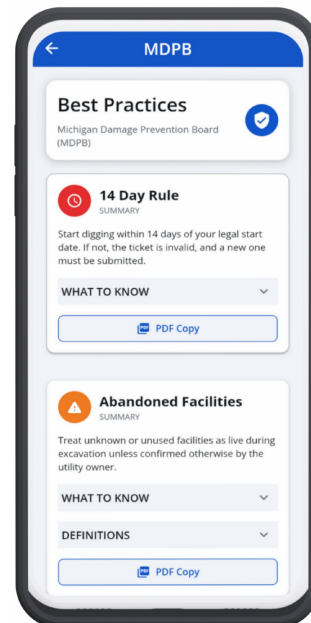 MDPB
Best Practices
Michigan Damage Prevention Board
(MDPB)
14 Day Rule
SUMMARY
Start digging within 14 days of your legal start
date. If not, the ticket is invalid, and a new one
must be submitted.
WHAT TO KNOW
PDF
PDF Copy
Abandoned Facilities
SUMMARY
Treat unknown or unused facilities as live during
excavation unless confirmed otherwise by the
utility owner.
WHAT TO KNOW
DEFINITIONS
PDF
PDF Copy